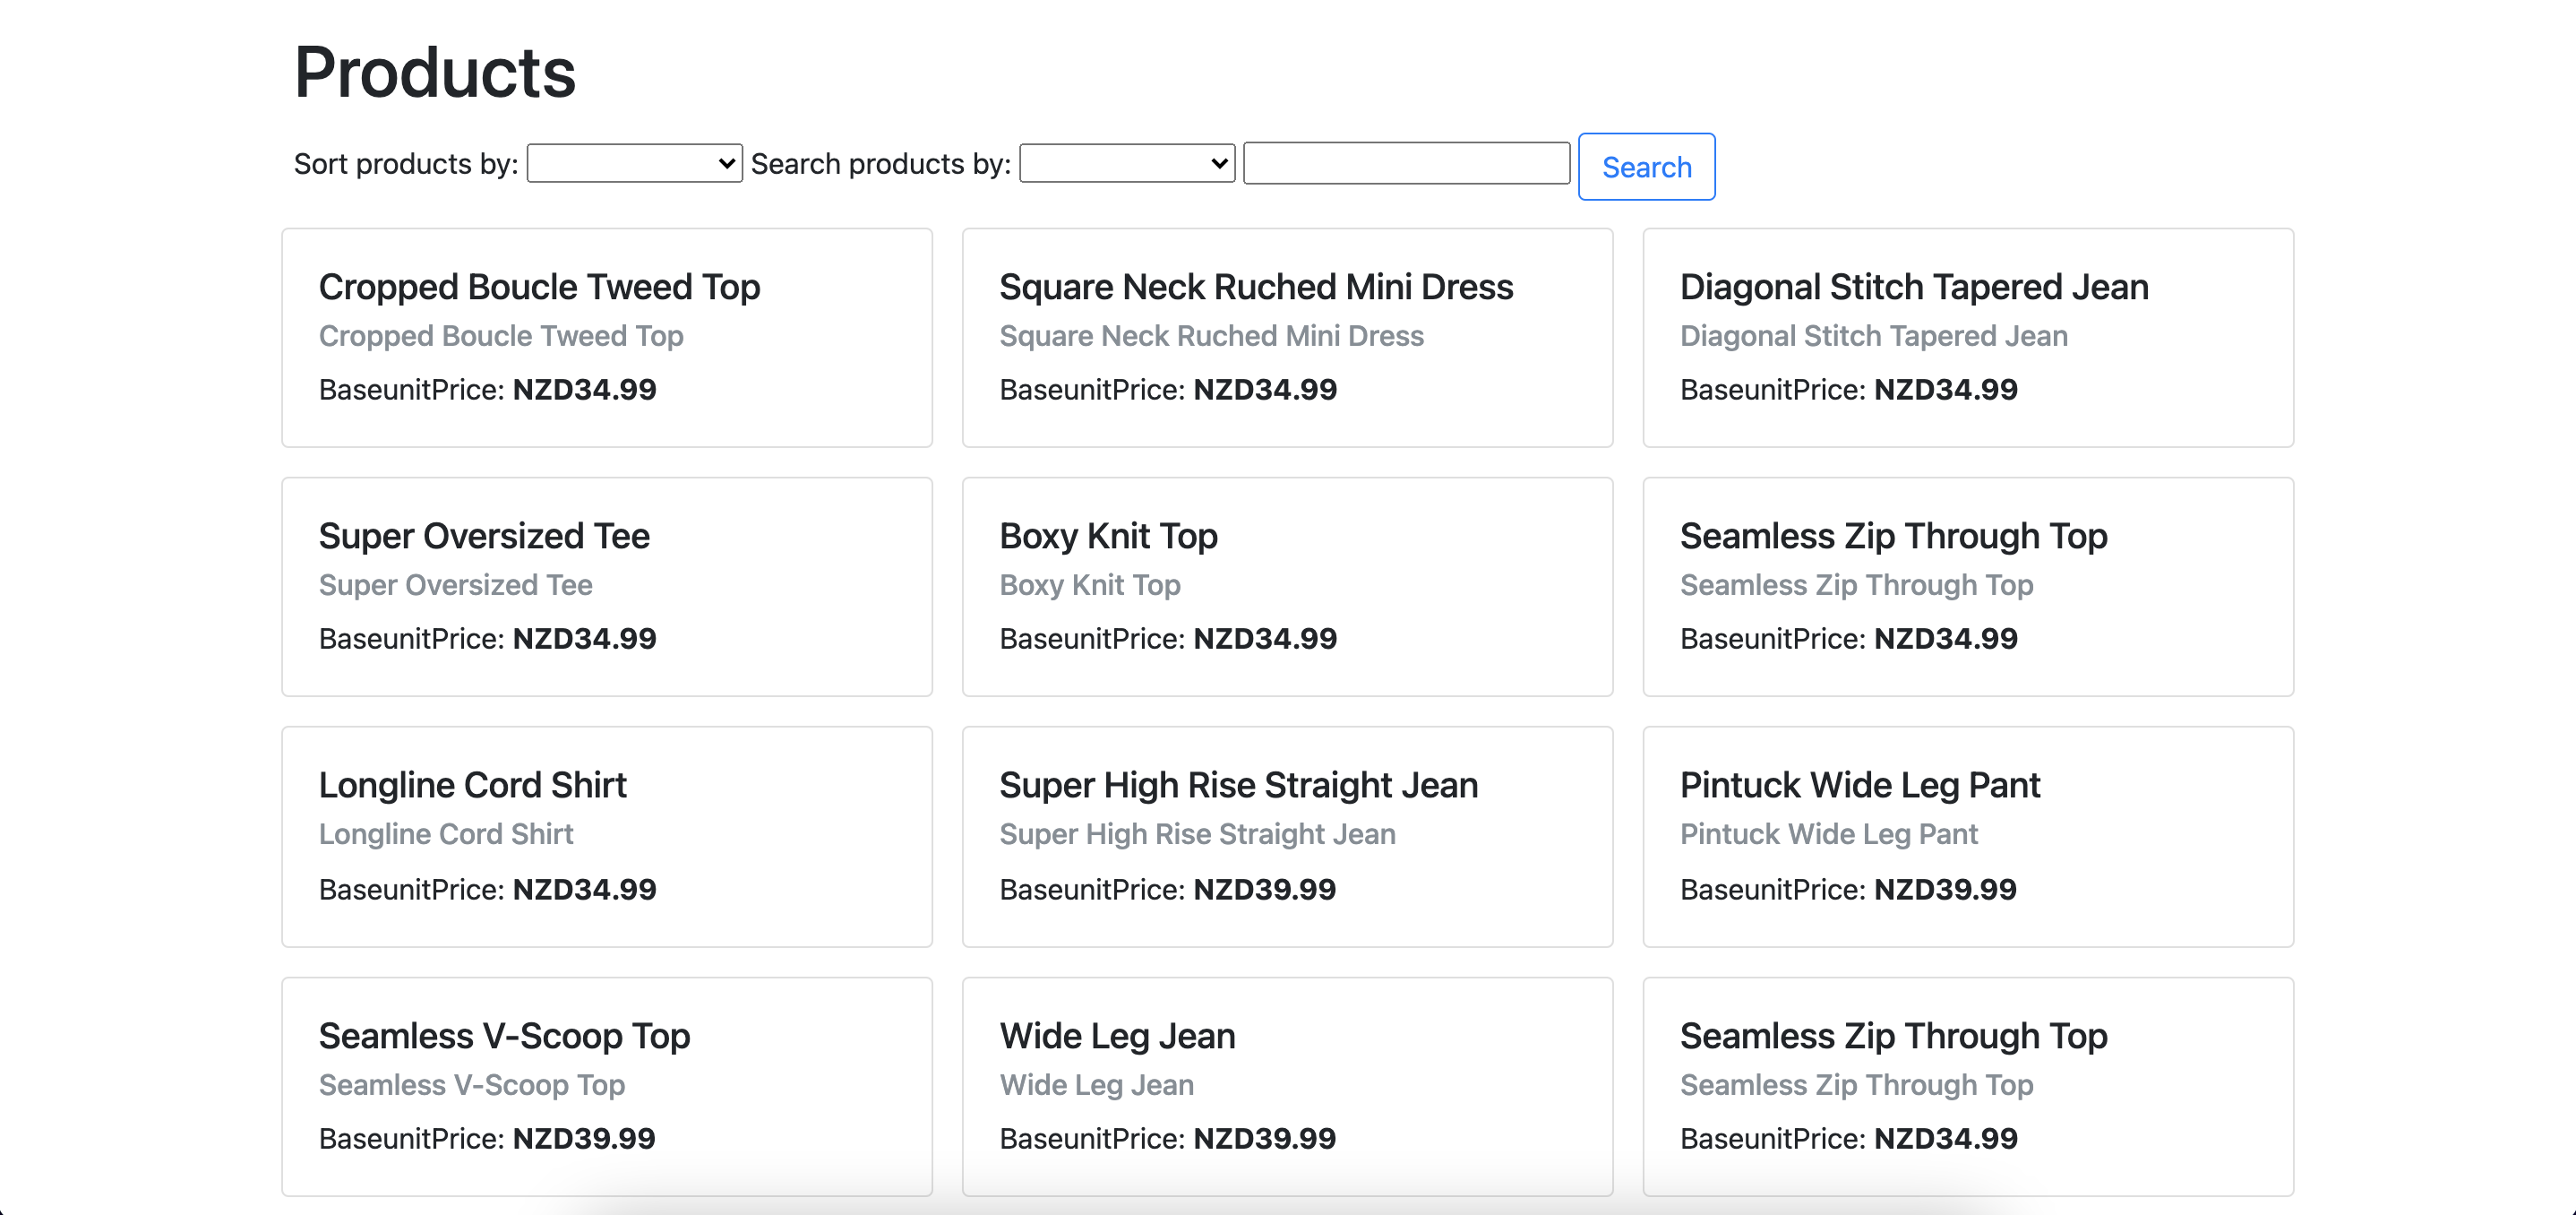 Products
Sort products by: Search products by: Search
Cropped Boucle Tweed Top
Cropped Boucle Tweed Top
BaseunitPrice: NZD34.99
Square Neck Ruched Mini Dress
Square Neck Ruched Mini Dress
BaseunitPrice: NZD34.99
Diagonal Stitch Tapered Jean
Diagonal Stitch Tapered Jean
BaseunitPrice: NZD34.99
Super Oversized Tee
Super Oversized Tee
BaseunitPrice: NZD34.99
Boxy Knit Top
Boxy Knit Top
BaseunitPrice: NZD34.99
Seamless Zip Through Top
Seamless Zip Through Top
BaseunitPrice: NZD34.99
Longline Cord Shirt
Longline Cord Shirt
BaseunitPrice: NZD34.99
Super High Rise Straight Jean
Super High Rise Straight Jean
BaseunitPrice: NZD39.99
Pintuck Wide Leg Pant
Pintuck Wide Leg Pant
BaseunitPrice: NZD39.99
Seamless V-Scoop Top
Seamless V-Scoop Top
BaseunitPrice: NZD39.99
Wide Leg Jean
Wide Leg Jean
BaseunitPrice: NZD39.99
Seamless Zip Through Top
Seamless Zip Through Top
BaseunitPrice: NZD34.99